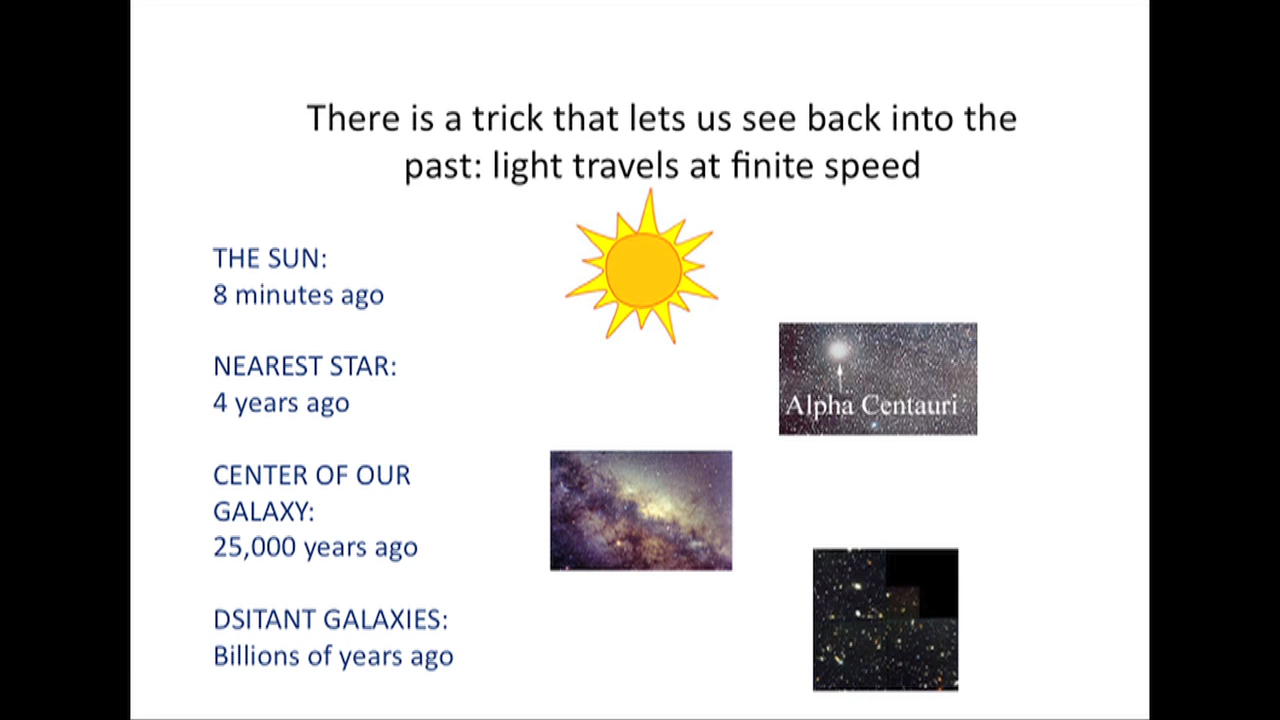 There is a trick that lets us see back into the
past: light travels at finite speed
THE SUN:
8 minutes ago
NEAREST STAR:
4 years ago
Alpha Centauri
CENTER OF OUR
GALAXY:
25,000 years ago
DSITANT GALAXIES:
Billions of years ago